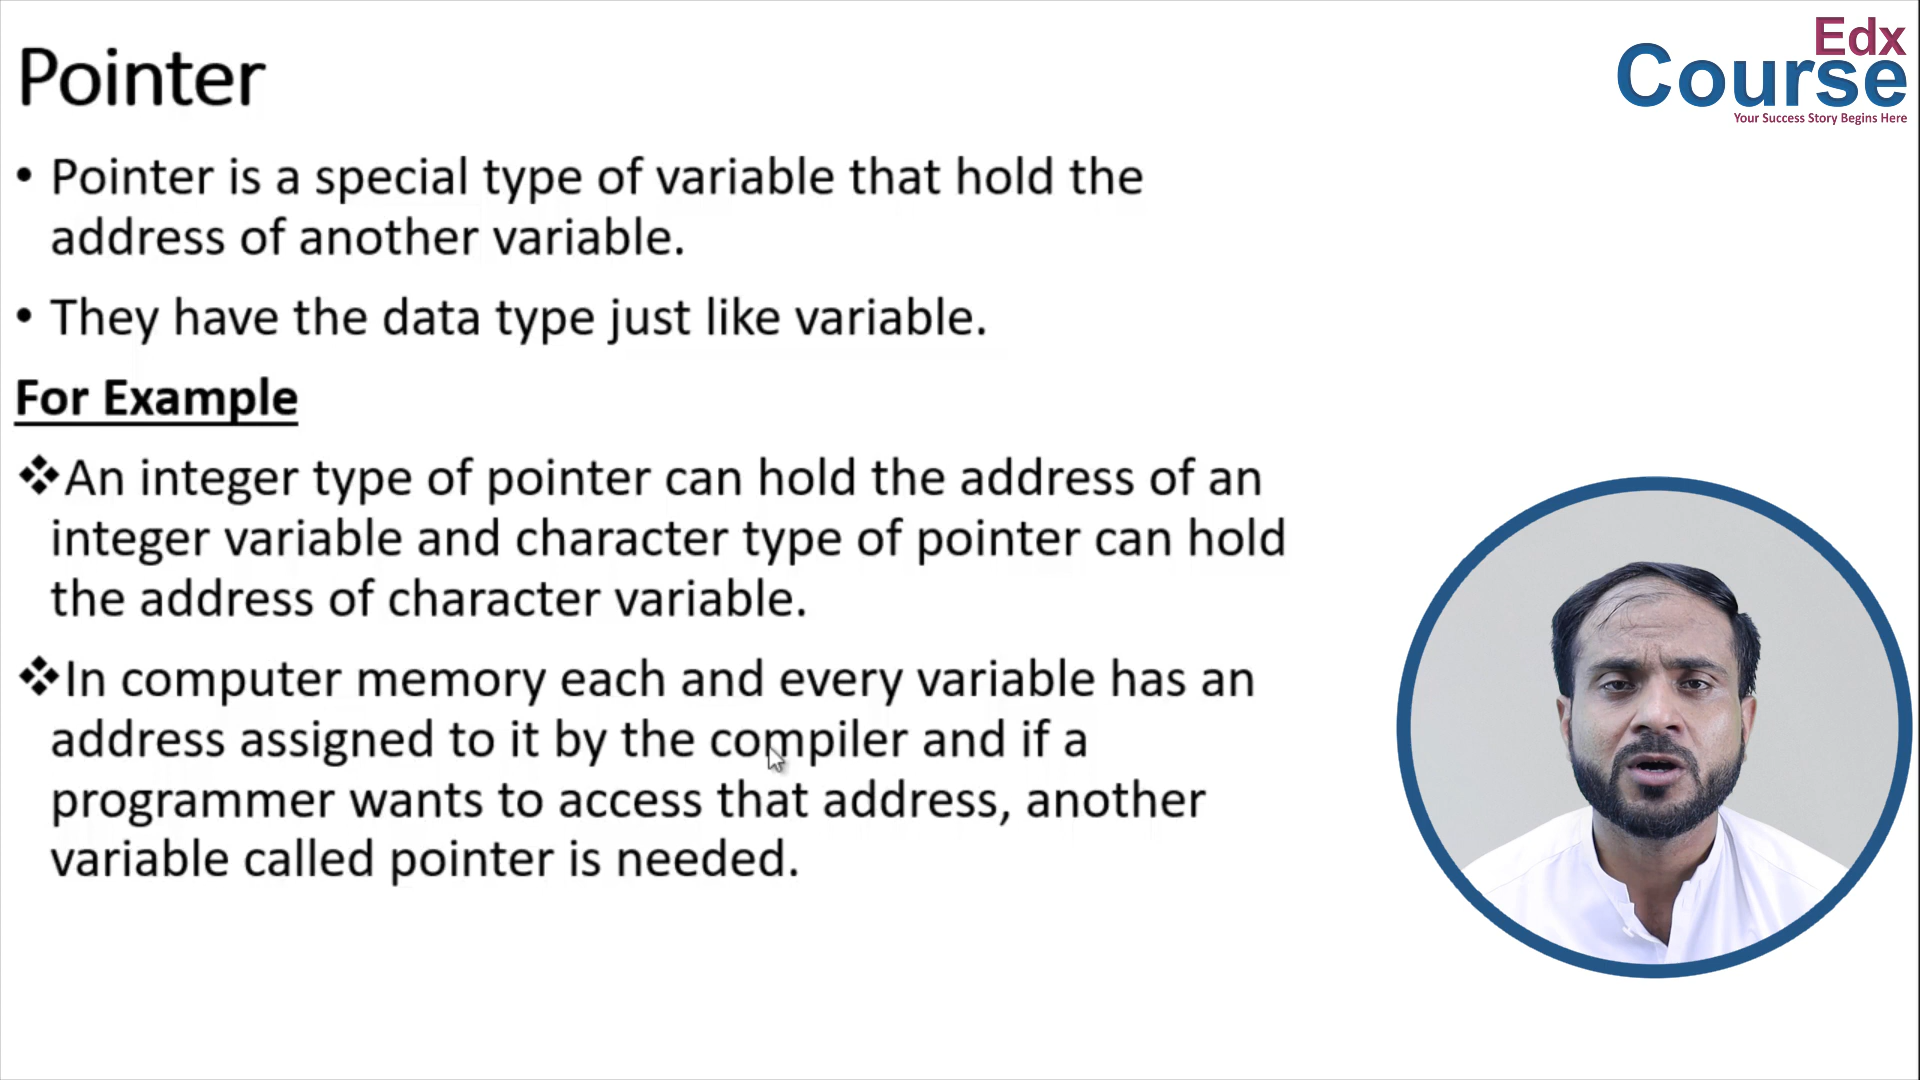 Pointer
Edx
Course
Your Success Story Begins Here
• Pointer is a special type of variable that hold the
address of another variable.
• They have the data type just like variable.
For Example
❖An integer type of pointer can hold the address of an
integer variable and character type of pointer can hold
the address of character variable.
❖In computer memory each and every variable has an
address assigned to it by the compiler and if a
programmer wants to access that address, another
variable called pointer is needed.